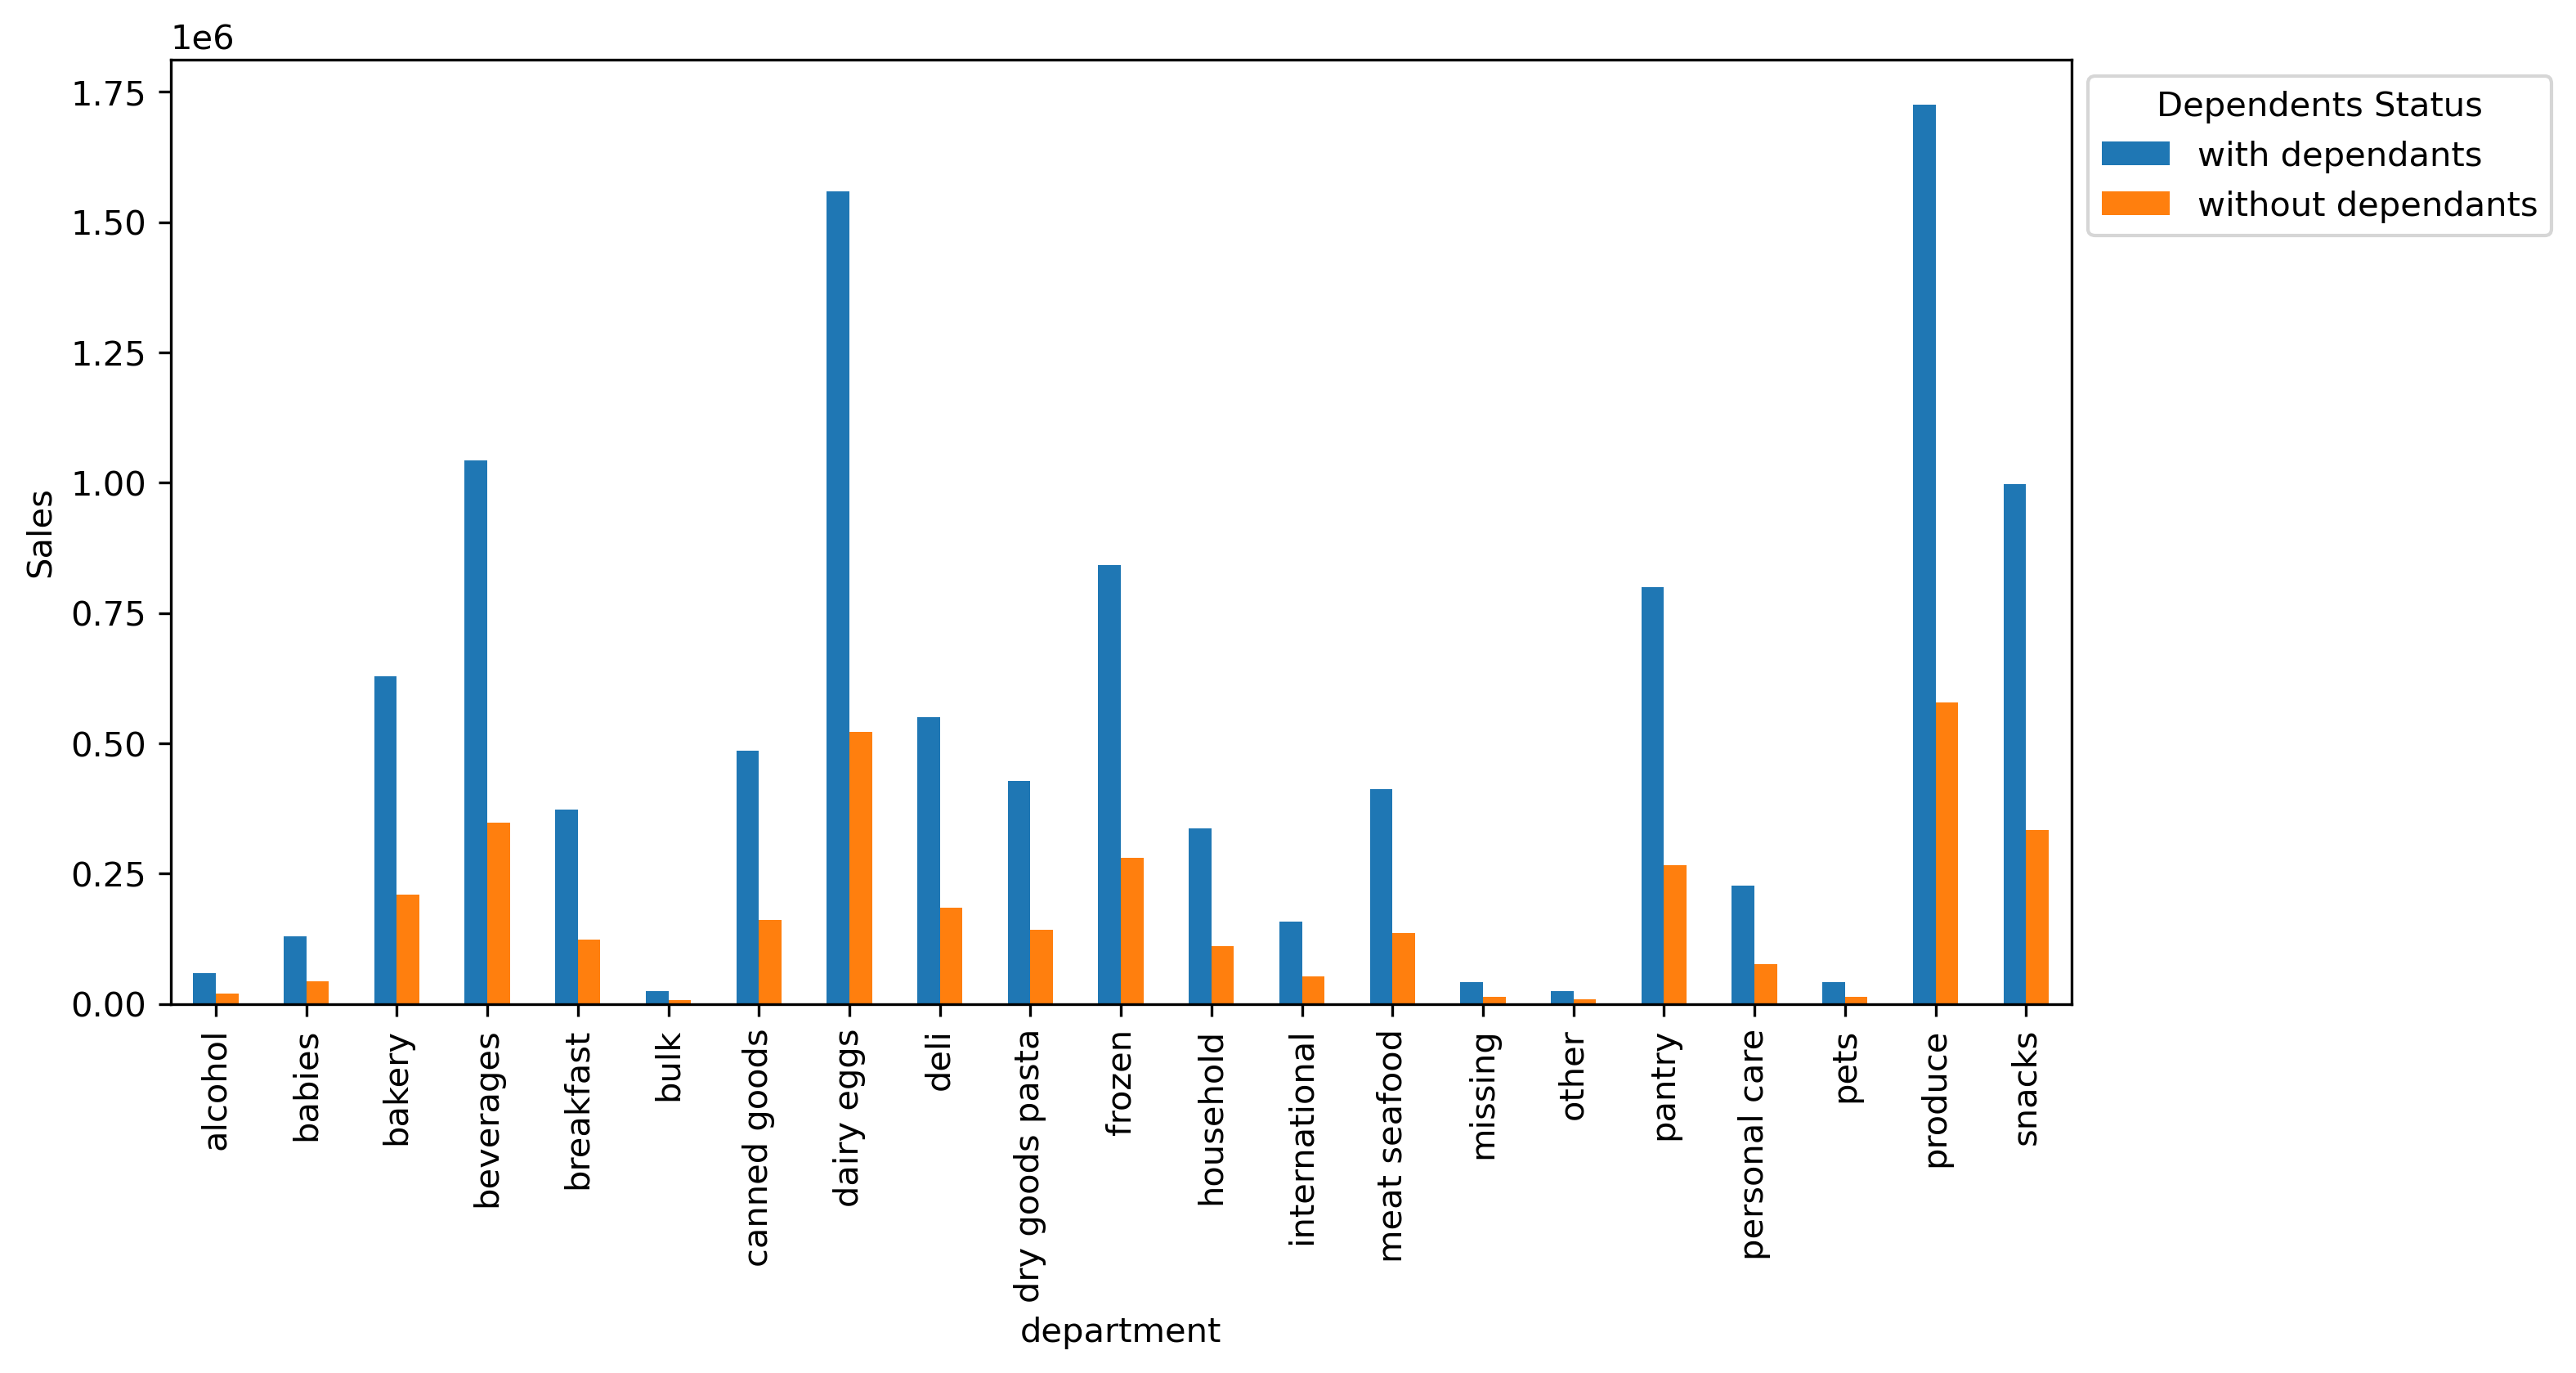 1e6
1.75
1.50
1.25
1.00
0.75
0.50
0.25
0.00
Sales
alcohol
babies
bakery
beverages
breakfast
bulk
canned goods
dairy eggs
deli
dry goods pasta
frozen
household
international
meat seafood
missing
other
pantry
personal care
pets
produce
snacks
department
Dependents Status
with dependants
without dependants